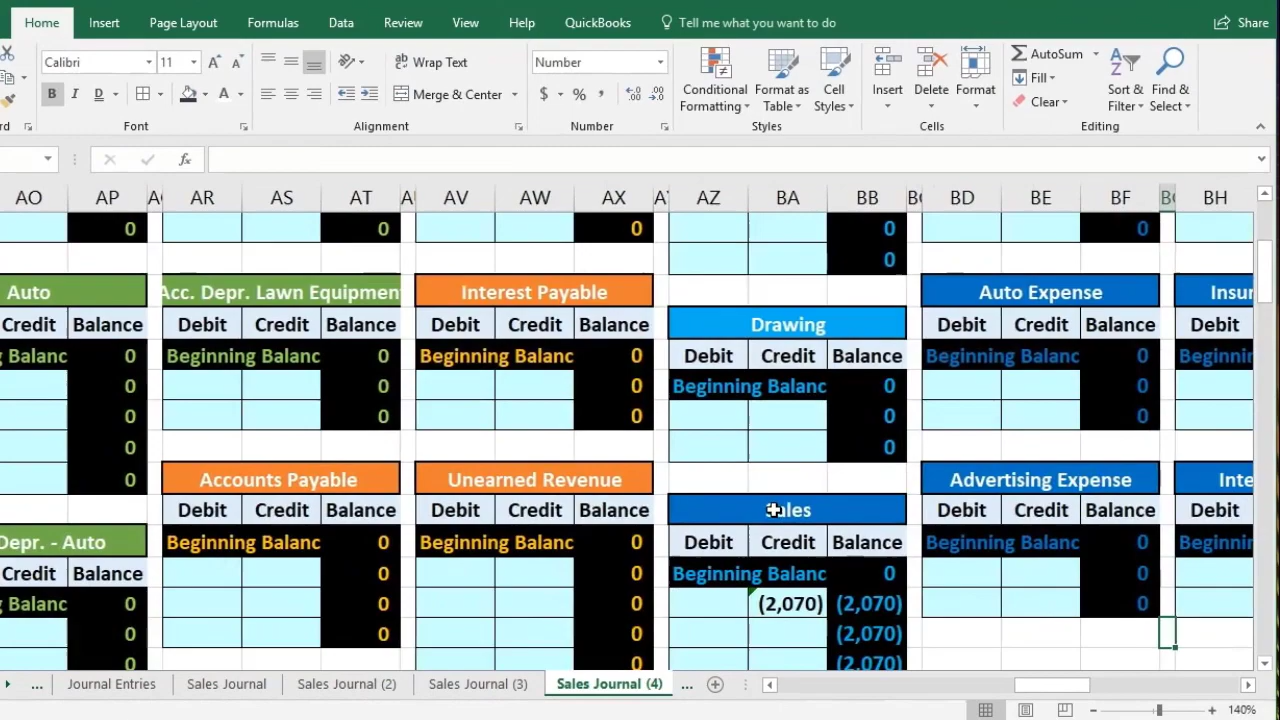 Home Insert Page Layout Formulas Data Review View Help QuickBooks Tell me what you want to do Share
Calibri 11 Wrap Text Number AutoSum
Conditional Format as Cell Insert Delete Format Fill Sort & Find &
B I D Merge & Center $ % , Formatting Table Styles Clear Filter Select
rd Font Alignment Number Styles Cells Editing
fx
AO AP AR AS AT AV AW AX AZ BA BB BD BE BF BH
0 0 0 0 0
0
Auto Acc. Depr. Lawn Equipment Interest Payable Auto Expense Insur
Credit Balance Debit Credit Balance Debit Credit Balance Drawing Debit Credit Balance Debit
g Balanc 0 Beginning Balanc 0 Beginning Balanc 0 Debit Credit Balance Beginning Balanc 0 Beginnin
0 0 0 Beginning Balanc 0 0
0 0 0 0 0
0 0
0 Accounts Payable Unearned Revenue Advertising Expense Inte
Debit Credit Balance Debit Credit Balance Sales Debit Credit Balance Debit
Depr. - Auto Beginning Balanc 0 Beginning Balanc 0 Debit Credit Balance Beginning Balanc 0 Beginnin
Credit Balance 0 0 Beginning Balanc 0 0
g Balanc 0 0 0 (2,070) (2,070) 0
0 0 0 (2,070)
0 0 (2,070)
... Journal Entries Sales Journal Sales Journal (2) Sales Journal (3) Sales Journal (4) ...
140%